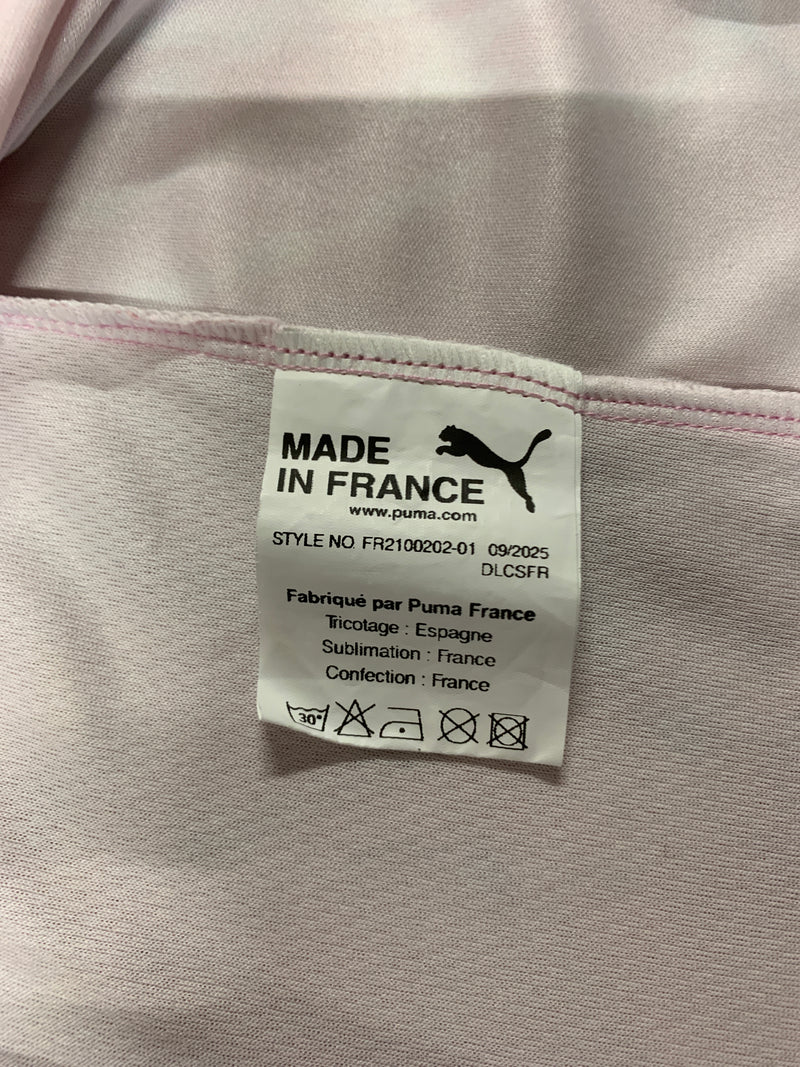 MADE
IN FRANCE
www.puma.com
STYLE NO. FR2100202-01 09/2025
DLCSFR
Fabriqué par Puma France
Tricotage : Espagne
Sublimation : France
Confection : France
30°